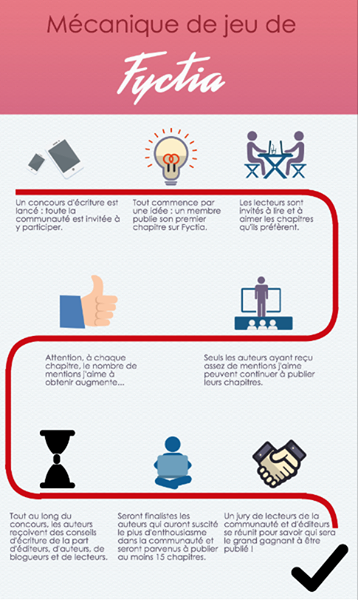 Mécanique de jeu de
Fyctia
Un concours d'écriture est
lancé : toute la
communauté est invitée à
y participer.
Tout commence par
une idée : un membre
publie son premier
chapitre sur Fyctia.
Les lecteurs sont
invités à lire et à
aimer les chapitres
qu'ils préfèrent.
Attention, à chaque
chapitre, le nombre de
mentions j'aime à
obtenir augmente...
Seuls les auteurs ayant reçu
assez de mentions j'aime
peuvent continuer à publier
leurs chapitres.
Tout au long du
concours, les auteurs
reçoivent des conseils
d'écriture de la part
d'éditeurs, d'auteurs, de
blogueurs et de lecteurs.
Seront finalistes les
auteurs qui auront suscité
le plus d'enthousiasme
dans la communauté et
seront parvenus à publier
au moins 15 chapitres.
Un jury de lecteurs de la
communauté et d'éditeurs
se réunit pour savoir qui sera
le grand gagnant à être
publié !